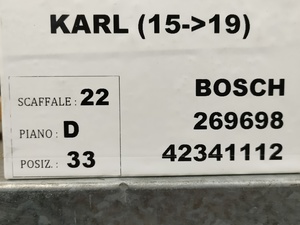 KARL (15->19)
SCAFFALE : 22
PIANO : D
POSIZ. : 33
BOSCH
269698
42341112